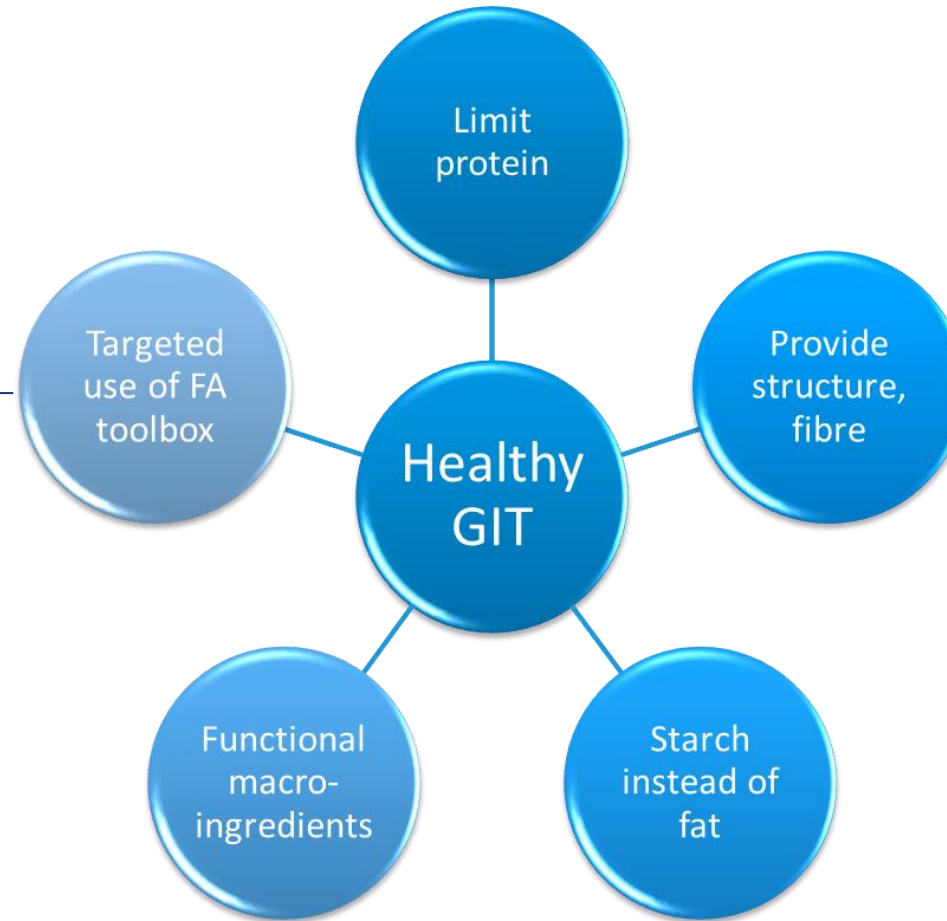 Limit
protein
Targeted
use of FA
toolbox
Provide
structure,
fibre
Healthy
GIT
Functional
macro-
ingredients
Starch
instead of
fat